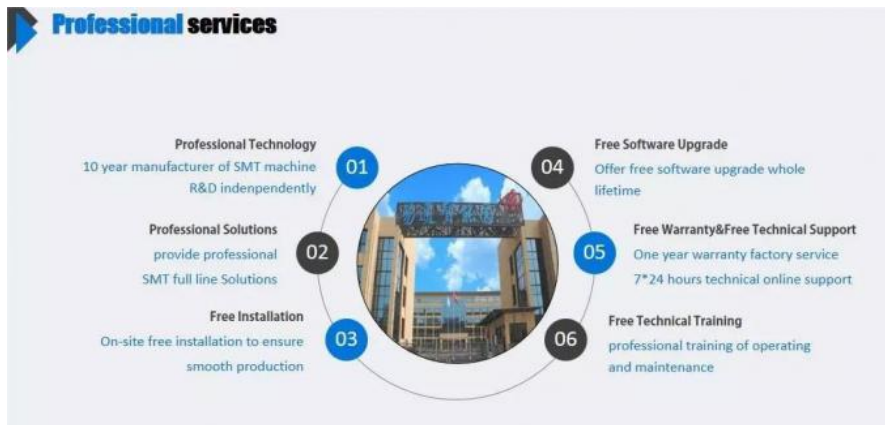 Professional services
Professional Technology
10 year manufacturer of SMT machine
R&D indenpendently
01
Professional Solutions
provide professional
SMT full line Solutions
02
Free Installation
On-site free installation to ensure
smooth production
03
04
Free Software Upgrade
Offer free software upgrade whole
lifetime
05
Free Warranty&Free Technical Support
One year warranty factory service
7*24 hours technical online support
06
Free Technical Training
professional training of operating
and maintenance